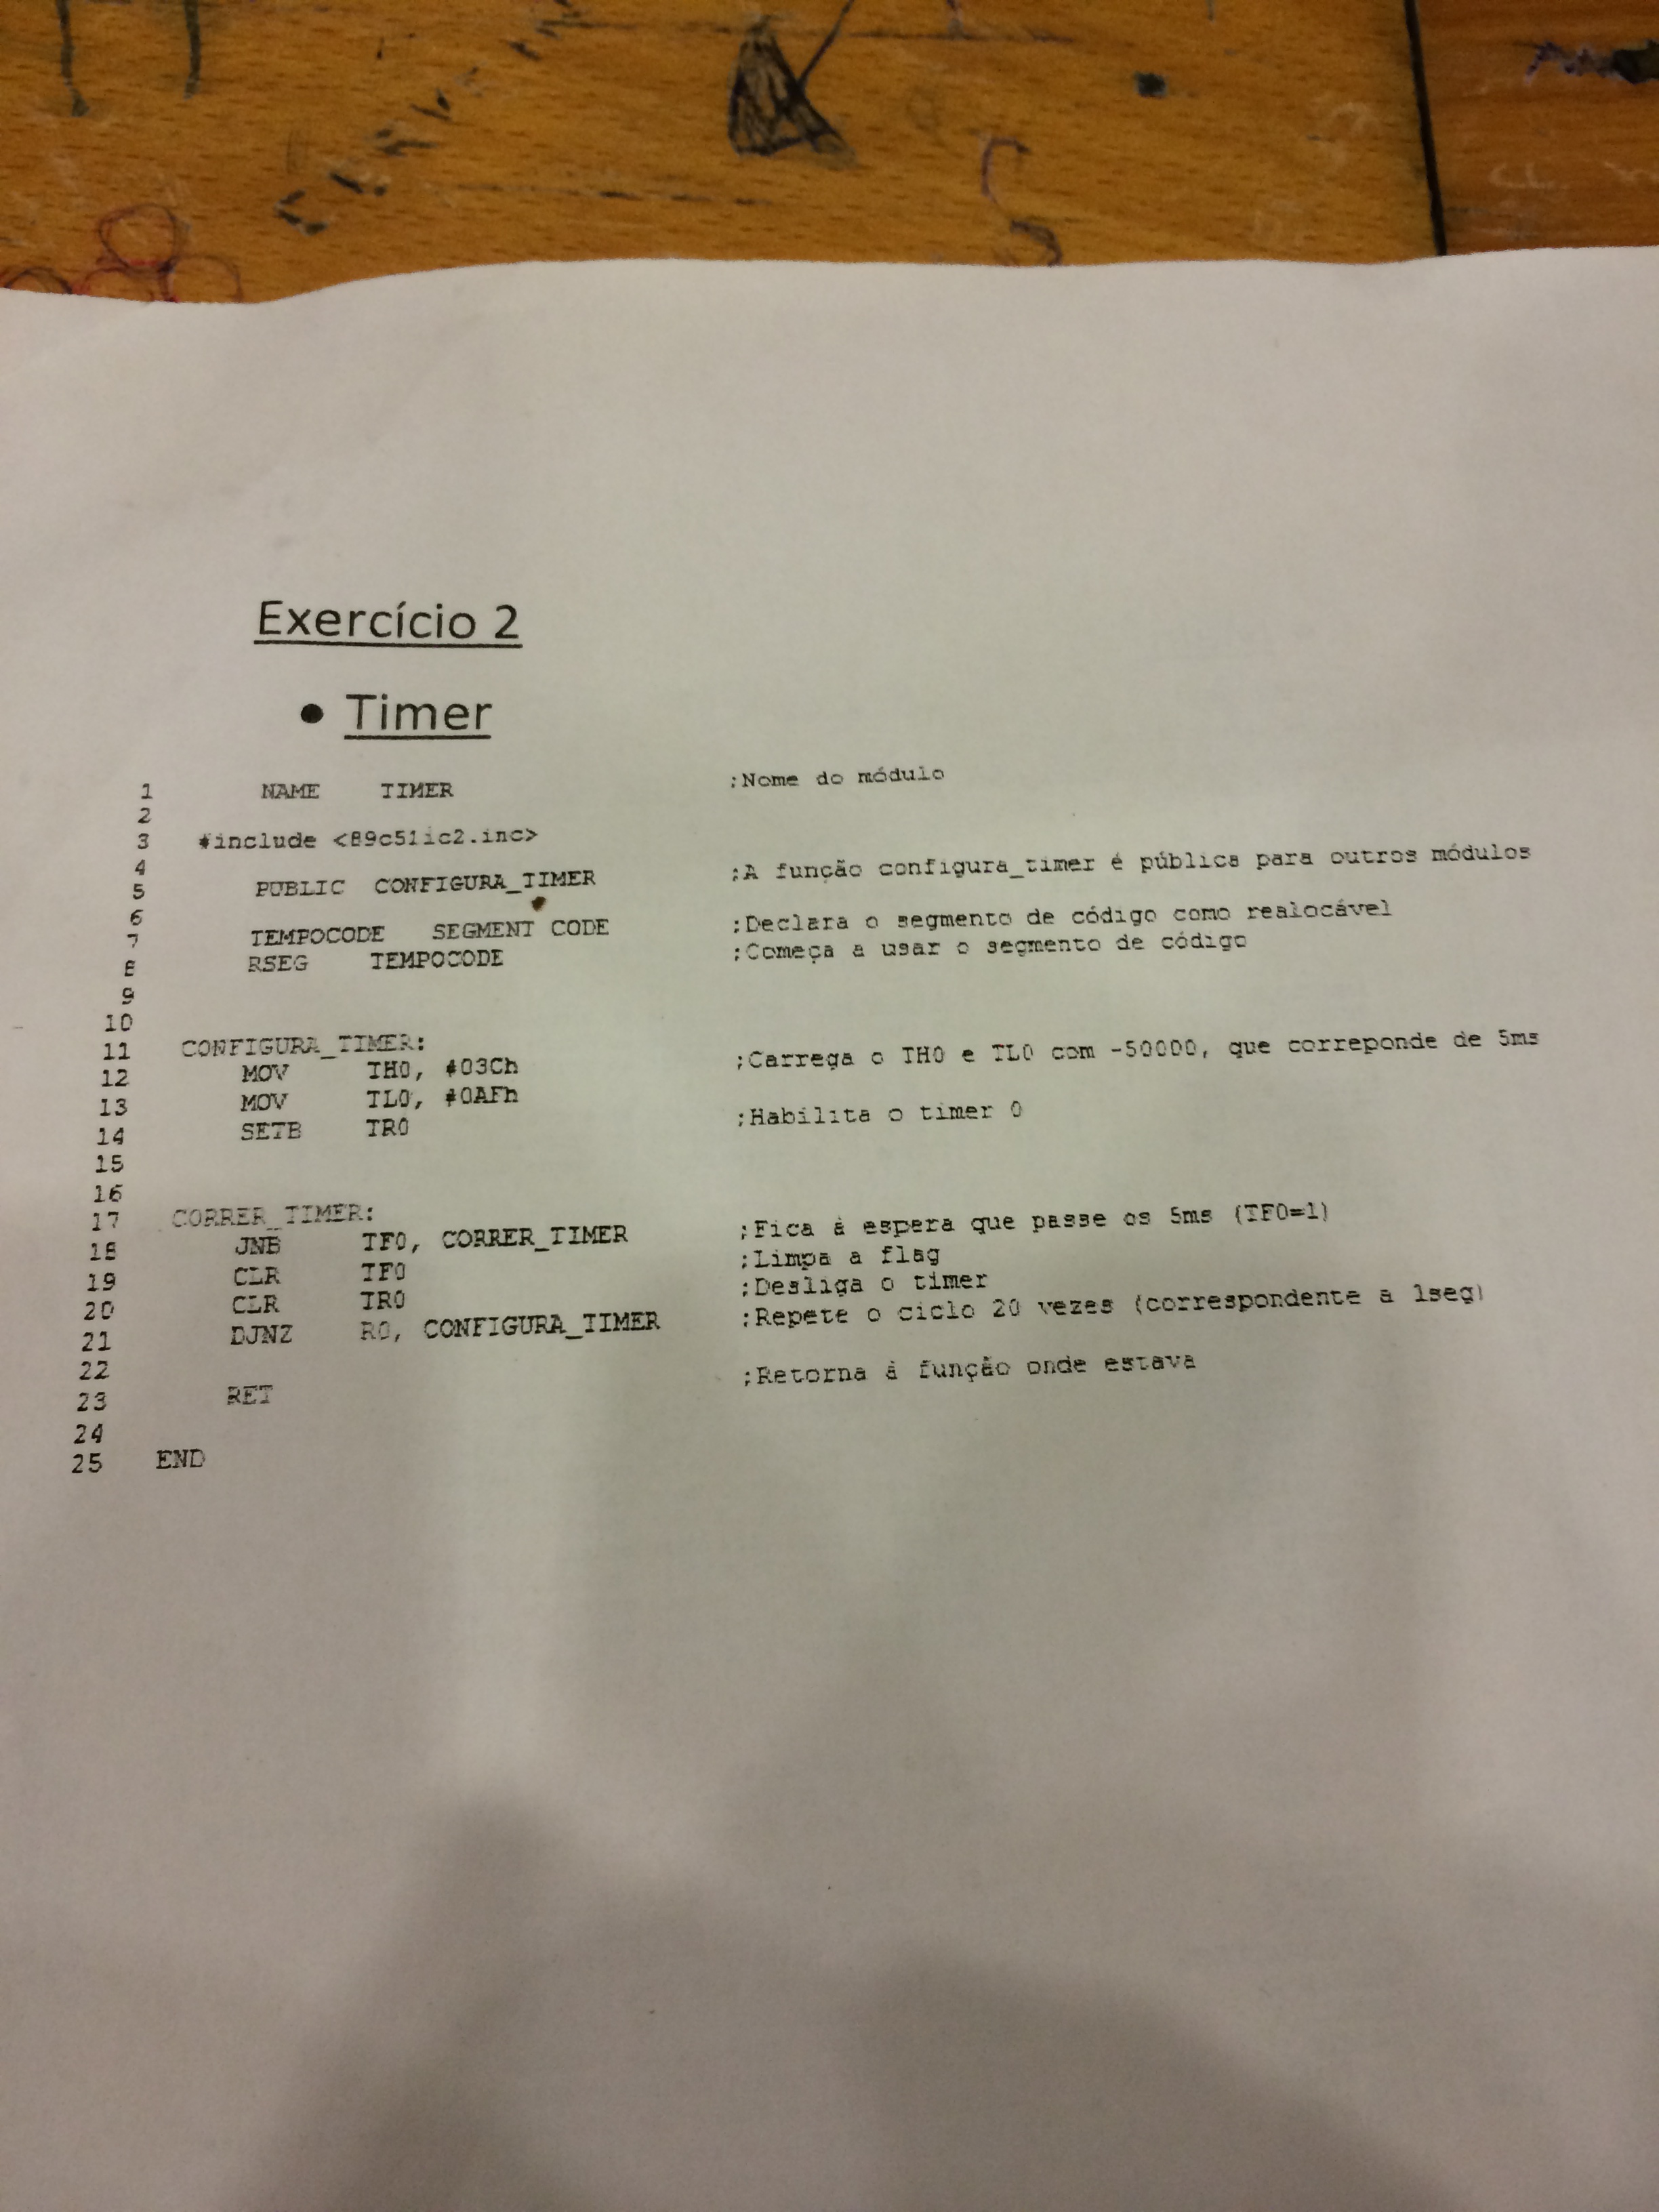 Exercício 2
• Timer
1 NAME TIMER ;Nome do módulo
2
3 #include <89c51ic2.inc>
4
5 PUBLIC CONFIGURA_TIMER ;A função configura_timer é pública para outros módulos
6
7 TEMPOCODE SEGMENT CODE ;Declara o segmento de código como realocável
8 RSEG TEMPOCODE ;Começa a usar o segmento de código
9
10
11 CONFIGURA_TIMER:
12 MOV TH0, #03Ch ;Carrega o TH0 e TL0 com -50000, que correponde de 5ms
13 MOV TL0, #0AFh
14 SETB TR0 ;Habilita o timer 0
15
16
17 CORRER_TIMER:
18 JNB TF0, CORRER_TIMER ;Fica à espera que passe os 5ms (TF0=1)
19 CLR TF0 ;Limpa a flag
20 CLR TR0 ;Desliga o timer
21 DJNZ R0, CONFIGURA_TIMER ;Repete o ciclo 20 vezes (correspondente a 1seg)
22
23 RET ;Retorna à função onde estava
24
25 END